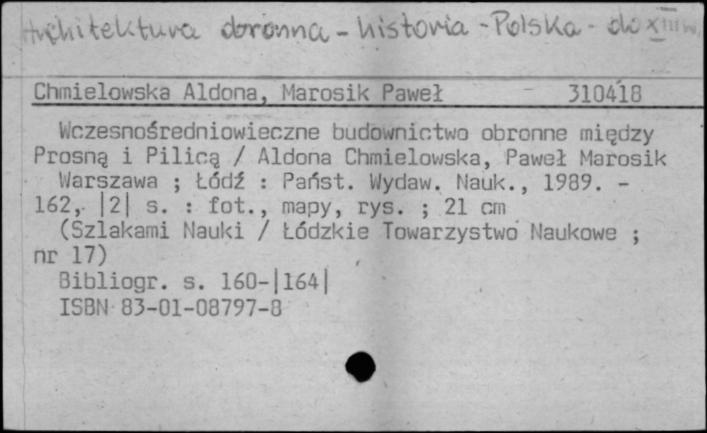 Architektura obronna - historia - Polska - do XIII w.
Chmielowska Aldona, Marosik Paweł 310418
Wczesnośredniowieczne budownictwo obronne między
Prosną i Pilicą / Aldona Chmielowska, Paweł Marosik
Warszawa ; Łódź : Państ. Wydaw. Nauk., 1989. -
162, |2| s. : fot., mapy, rys. ; 21 cm
(Szlakami Nauki / Łódzkie Towarzystwo Naukowe ;
nr 17)
Bibliogr. s. 160-|164|
ISBN 83-01-08797-8